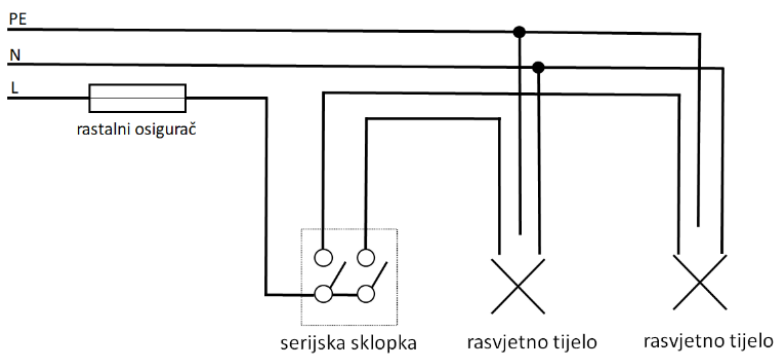 PE
N
L
rastalni osigurač
serijska sklopka
rasvjetno tijelo
rasvjetno tijelo